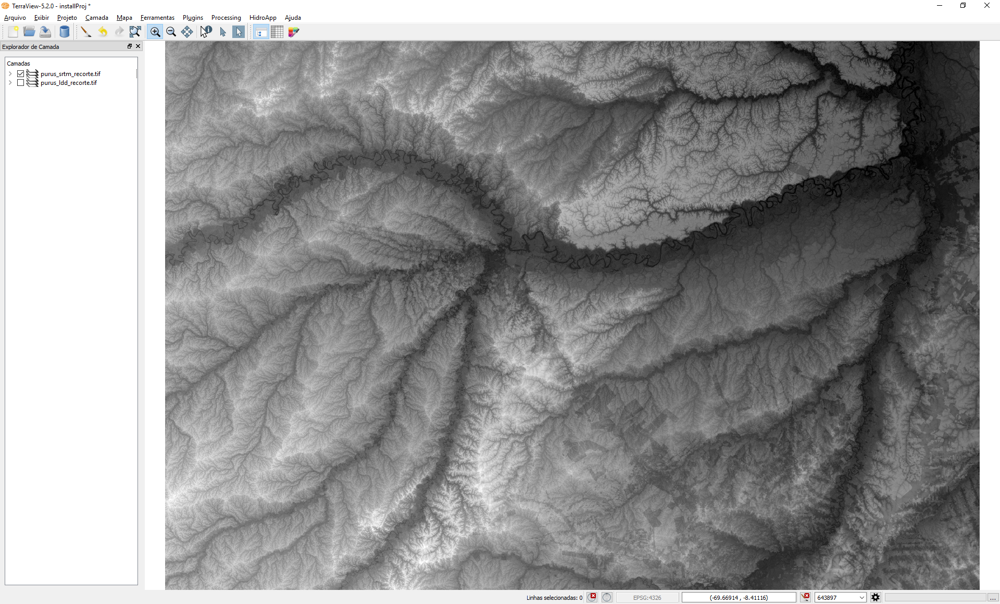 TerraView-5.2.0 - installProj *
Arquivo Exibir Projeto Camada Mapa Ferramentas Plugins Processing HidroApp Ajuda
Explorador de Camada
Camadas
purus_srtm_recorte.tif
purus_ldd_recorte.tif
Linhas selecionadas: 0 EPSG:4326 (-69.66914 , -8.41116) 643897 ...